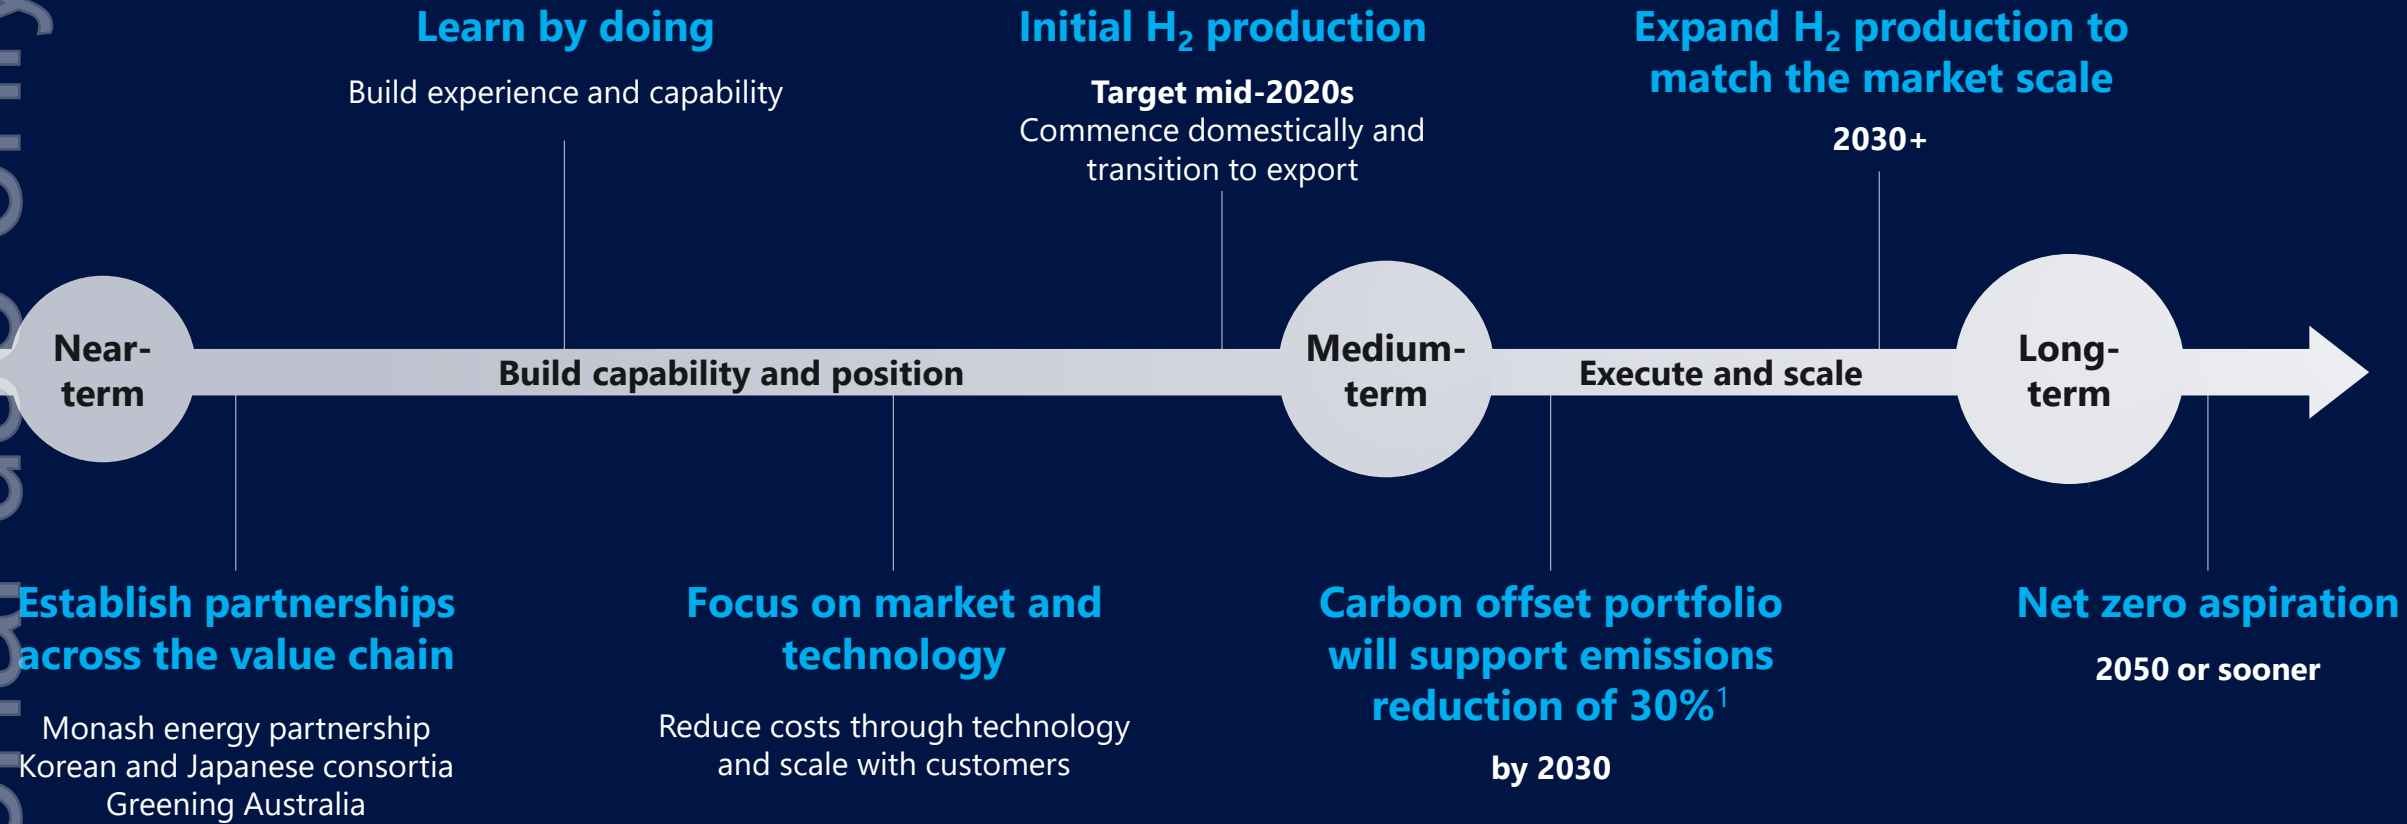 Learn by doing
Build experience and capability
Initial H₂ production
Target mid-2020s
Commence domestically and
transition to export
Expand H₂ production to
match the market scale
2030+
Near-
term
Build capability and position
Medium-
term
Execute and scale
Long-
term
Establish partnerships
across the value chain
Monash energy partnership
Korean and Japanese consortia
Greening Australia
Focus on market and
technology
Reduce costs through technology
and scale with customers
Carbon offset portfolio
will support emissions
reduction of 30%¹
by 2030
Net zero aspiration
2050 or sooner